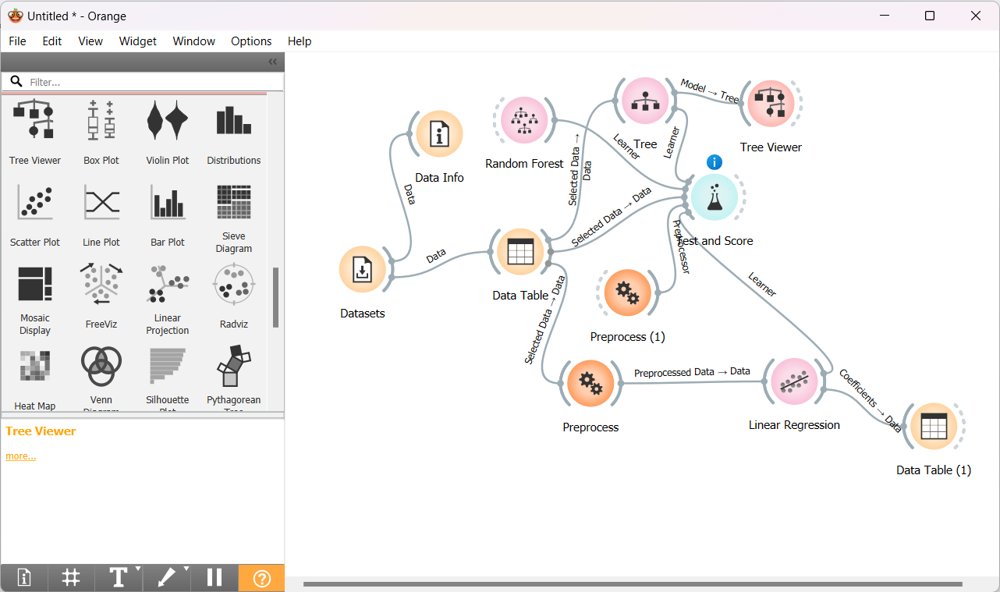 Untitled * - Orange
File Edit View Widget Window Options Help
Filter...
Tree Viewer Box Plot Violin Plot Distributions
Scatter Plot Line Plot Bar Plot Sieve
Diagram
Mosaic
Display FreeViz Linear
Projection Radviz
Heat Map Venn
Diagram Silhouette
Plot Pythagorean
Tree
Tree Viewer
more...
Data Info
Random Forest
Tree
Tree Viewer
Test and Score
Datasets
Data Table
Preprocess (1)
Preprocess
Linear Regression
Data Table (1)
Data
Data
Selected Data → Data
Selected Data → Data
Selected Data → Data
Learner
Learner
Model → Tree
Preprocessor
Learner
Preprocessed Data → Data
Coefficients → Data